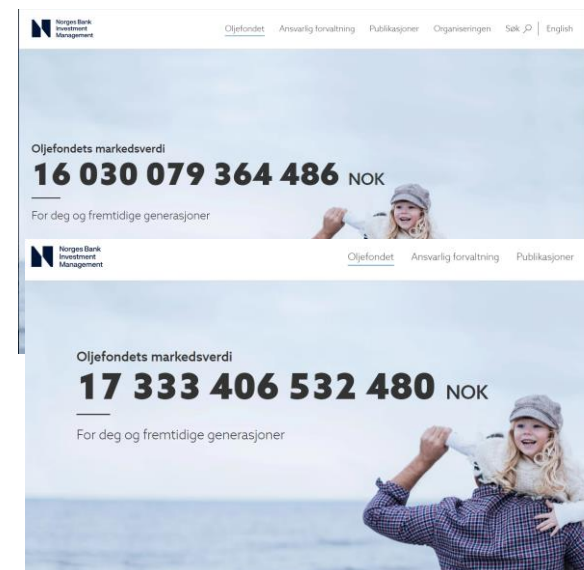 Norges Bank
Investment
Management
Oljefondet Ansvarlig forvaltning Publikasjoner Organiseringen Søk English
Oljefondets markedsverdi
16 030 079 364 486 NOK
For deg og fremtidige generasjoner
Norges Bank
Investment
Management
Oljefondet Ansvarlig forvaltning Publikasjoner
Oljefondets markedsverdi
17 333 406 532 480 NOK
For deg og fremtidige generasjoner